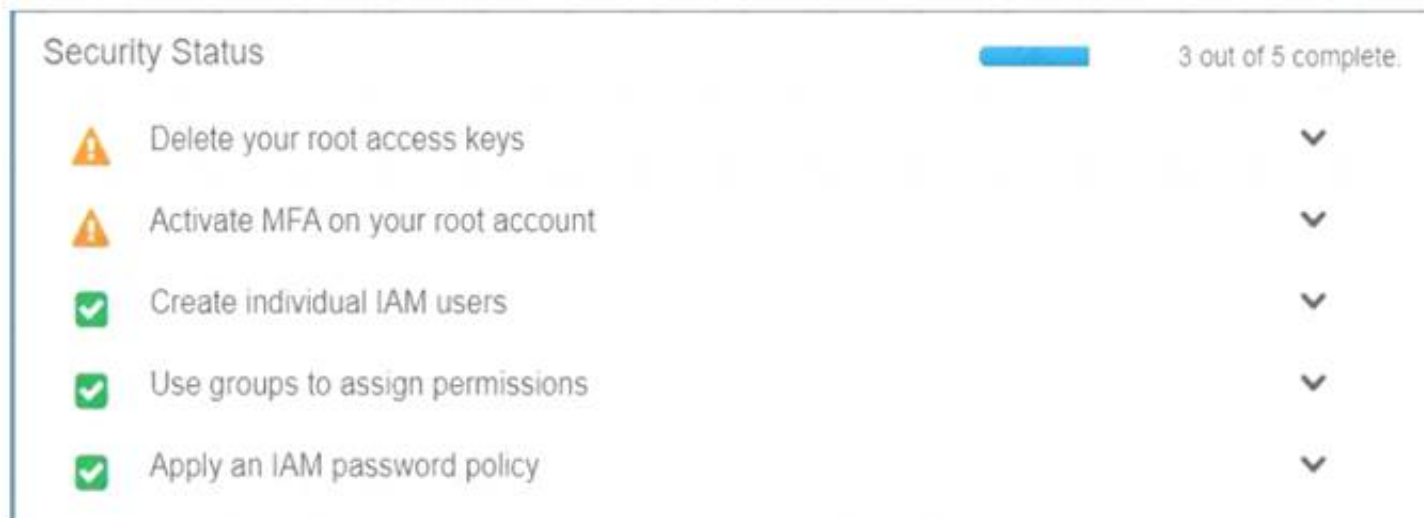 Security Status
3 out of 5 complete.
Delete your root access keys
Activate MFA on your root account
Create individual IAM users
Use groups to assign permissions
Apply an IAM password policy